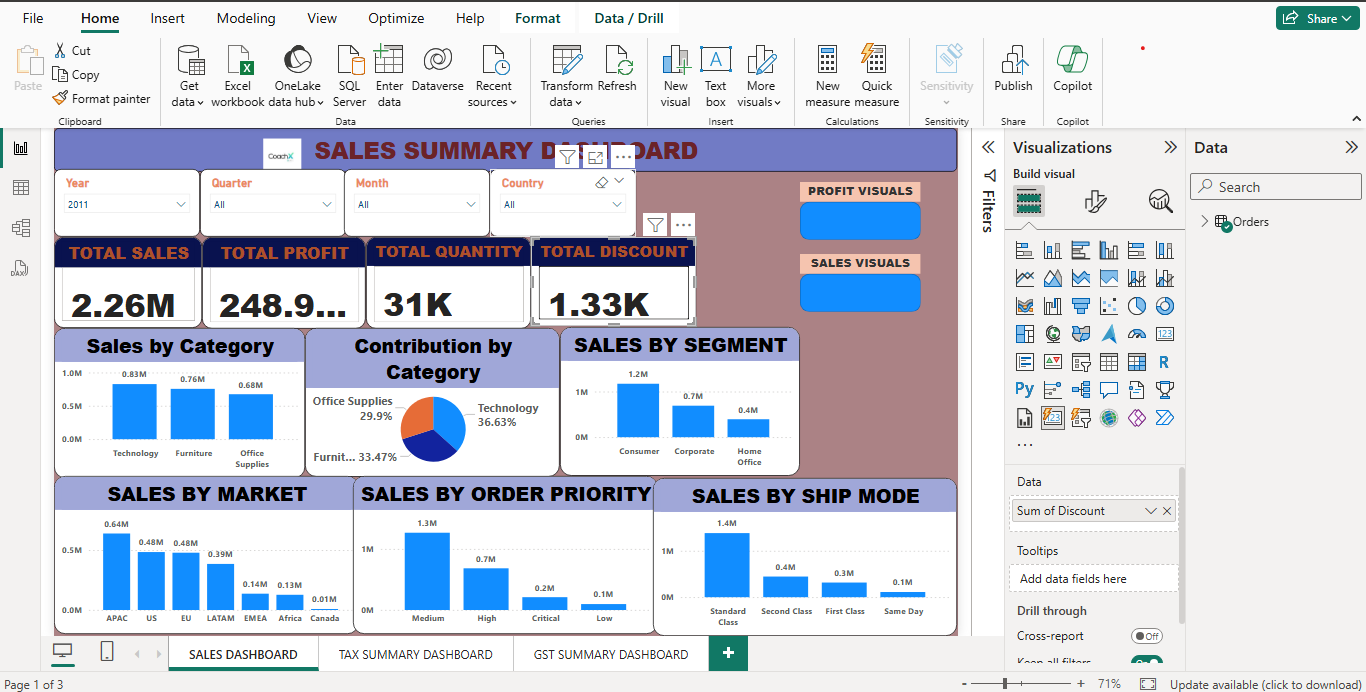 File Home Insert Modeling View Optimize Help Format Data / Drill Share
Paste
Cut
Copy
Format painter
Clipboard
Get data
Excel workbook
OneLake data hub
SQL Server
Enter data
Dataverse
Recent sources
Data
Transform data
Refresh
Queries
New visual
Text box
More visuals
Insert
New measure
Quick measure
Calculations
Sensitivity
Sensitivity
Publish
Share
Copilot
Copilot
DAX
CoachX
SALES SUMMARY D
OARD
Year
2011
Quarter
All
Month
All
Country
All
PROFIT VISUALS
SALES VISUALS
TOTAL SALES
2.26M
TOTAL PROFIT
248.9...
TOTAL QUANTITY
31K
TOTAL DISCOUNT
1.33K
Sales by Category
1.0M
0.5M
0.0M
0.83M
0.76M
0.68M
Technology
Furniture
Office Supplies
Contribution by
Category
Office Supplies
29.9%
Technology
36.63%
Furnit... 33.47%
SALES BY SEGMENT
1M
0M
1.2M
0.7M
0.4M
Consumer
Corporate
Home Office
SALES BY MARKET
0.5M
0.0M
0.64M
0.48M
0.48M
0.39M
0.14M
0.13M
0.01M
APAC
US
EU
LATAM
EMEA
Africa
Canada
SALES BY ORDER PRIORITY
1M
0M
1.3M
0.7M
0.2M
0.1M
Medium
High
Critical
Low
SALES BY SHIP MODE
1M
0M
1.4M
0.4M
0.3M
0.1M
Standard Class
Second Class
First Class
Same Day
Filters
Visualizations
Build visual
123
R
Py
123
...
Data
Sum of Discount
Tooltips
Add data fields here
Drill through
Cross-report
Off
Keep all filters
On
Data
Search
Orders
SALES DASHBOARD
TAX SUMMARY DASHBOARD
GST SUMMARY DASHBOARD
+
Page 1 of 3
- + 71%
Update available (click to download)